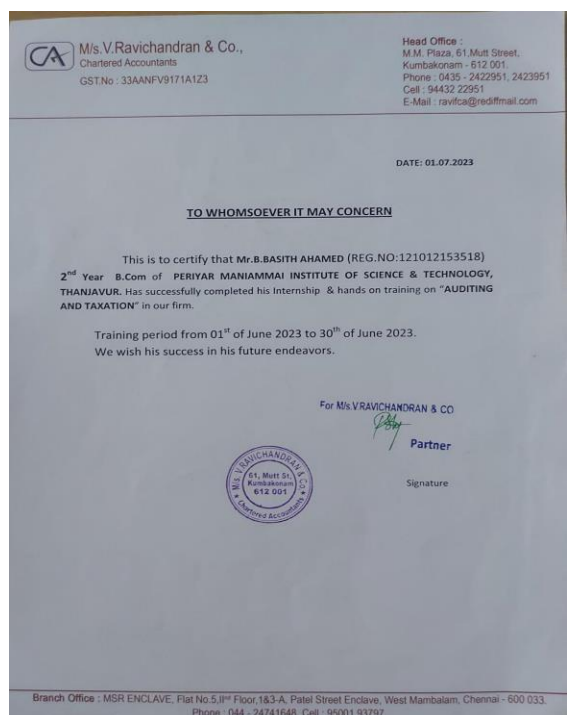 CA
M/s.V.Ravichandran & Co.,
Chartered Accountants
GST.No : 33AANFV9171A1Z3
Head Office :
M.M. Plaza, 61,Mutt Street,
Kumbakonam - 612 001.
Phone : 0435 - 2422951, 2423951
Cell : 94432 22951
E-Mail : ravifca@rediffmail.com
DATE: 01.07.2023
TO WHOMSOEVER IT MAY CONCERN
This is to certify that Mr.B.BASITH AHAMED (REG.NO:121012153518)
2nd Year B.Com of PERIYAR MANIAMMAI INSTITUTE OF SCIENCE & TECHNOLOGY,
THANJAVUR. Has successfully completed his Internship & hands on training on "AUDITING
AND TAXATION" in our firm.
Training period from 01st of June 2023 to 30th of June 2023.
We wish his success in his future endeavors.
For M/s.V.RAVICHANDRAN & CO
Partner
Signature
M/s. V.RAVICHANDRAN & Co.
61, Mutt St,
Kumbakonam
612 001
Chartered Accountants
Branch Office : MSR ENCLAVE, Flat No.5,IInd Floor,1&3-A, Patel Street Enclave, West Mambalam, Chennai - 600 033.
Phone : 044 - 24741648, Cell : 95001 93797